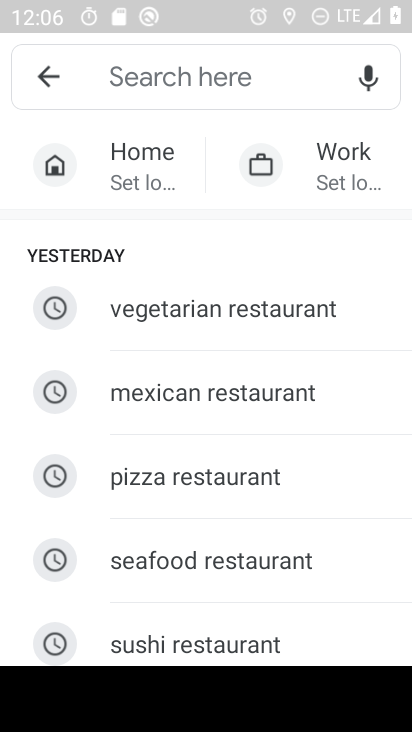 12:06 LTE
Search here
Home Work
Set lo... Set lo...
YESTERDAY
vegetarian restaurant
mexican restaurant
pizza restaurant
seafood restaurant
sushi restaurant